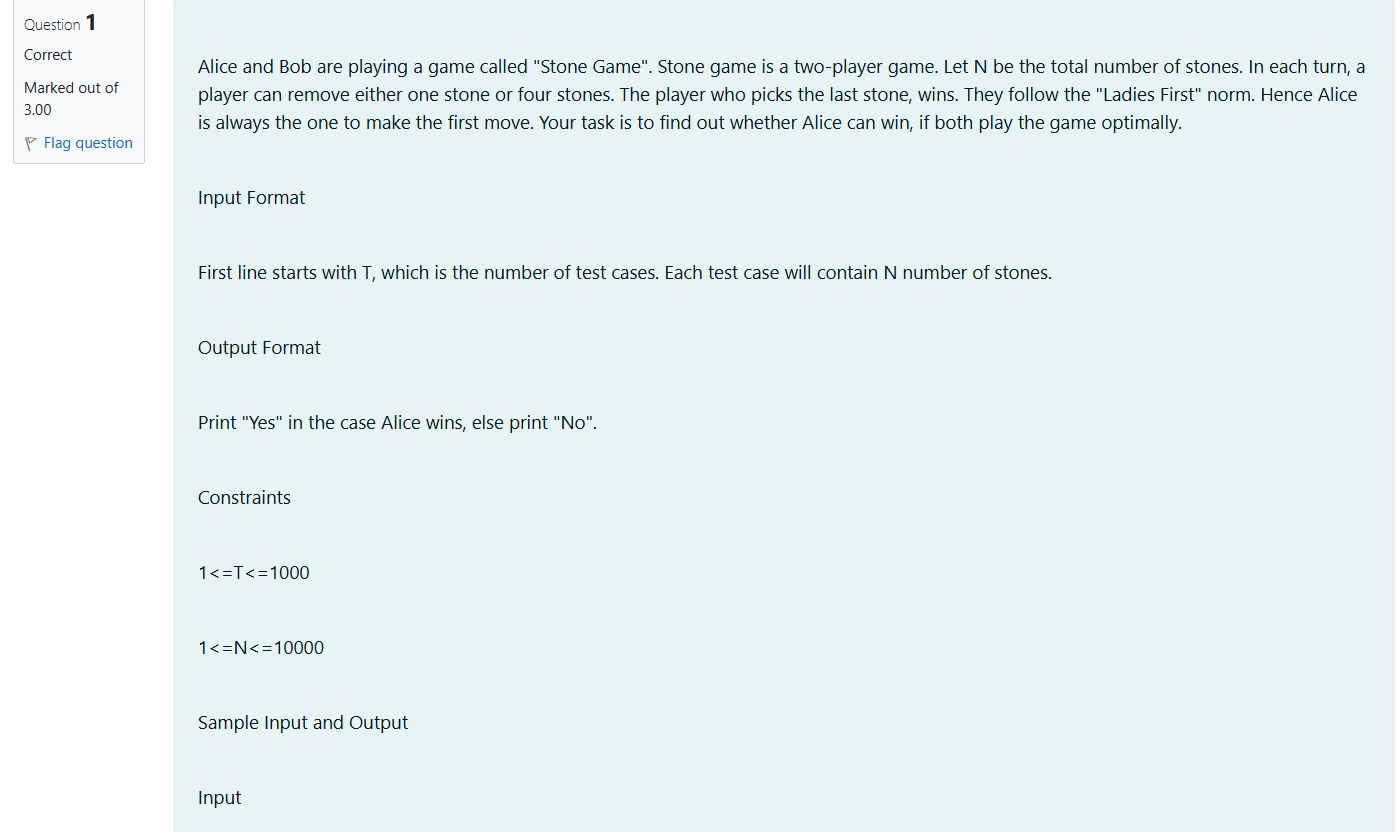 Question 1
Correct
Marked out of
3.00
Flag question
Alice and Bob are playing a game called "Stone Game". Stone game is a two-player game. Let N be the total number of stones. In each turn, a
player can remove either one stone or four stones. The player who picks the last stone, wins. They follow the "Ladies First" norm. Hence Alice
is always the one to make the first move. Your task is to find out whether Alice can win, if both play the game optimally.
Input Format
First line starts with T, which is the number of test cases. Each test case will contain N number of stones.
Output Format
Print "Yes" in the case Alice wins, else print "No".
Constraints
1<=T<=1000
1<=N<=10000
Sample Input and Output
Input